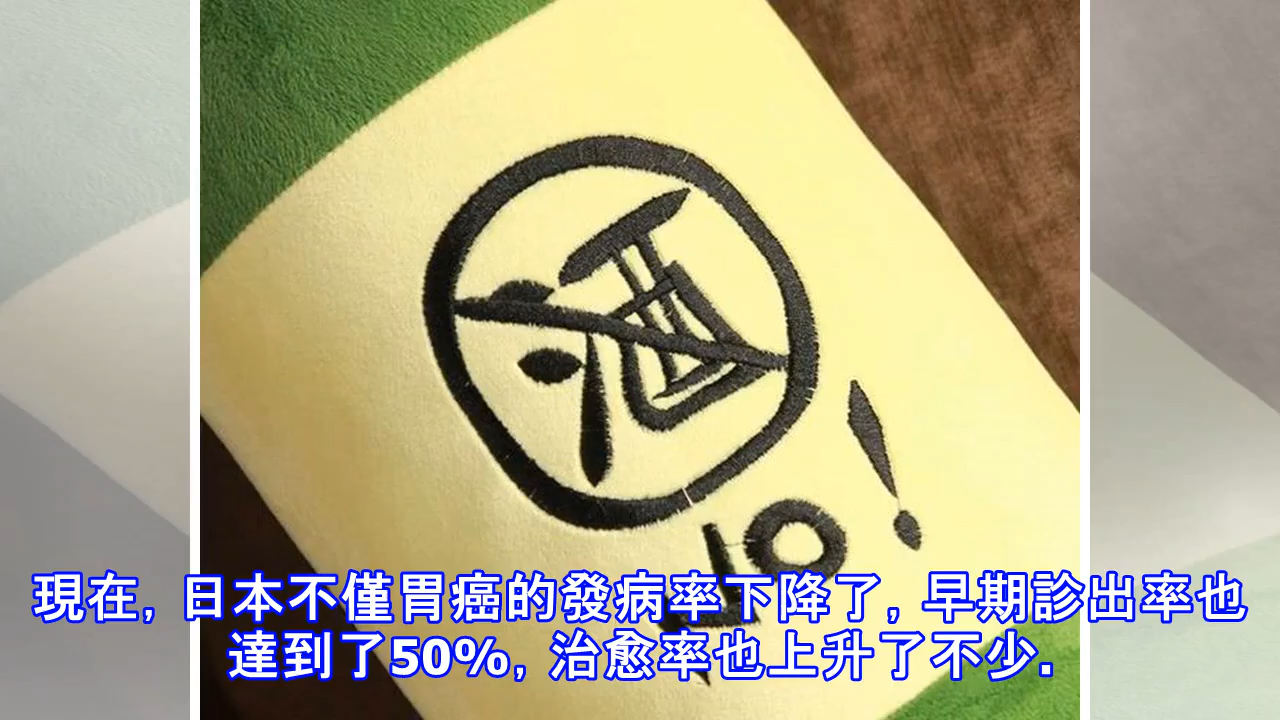 酒
NO!
現在, 日本不僅胃癌的發病率下降了, 早期診出率也
達到了50%, 治愈率也上升了不少.